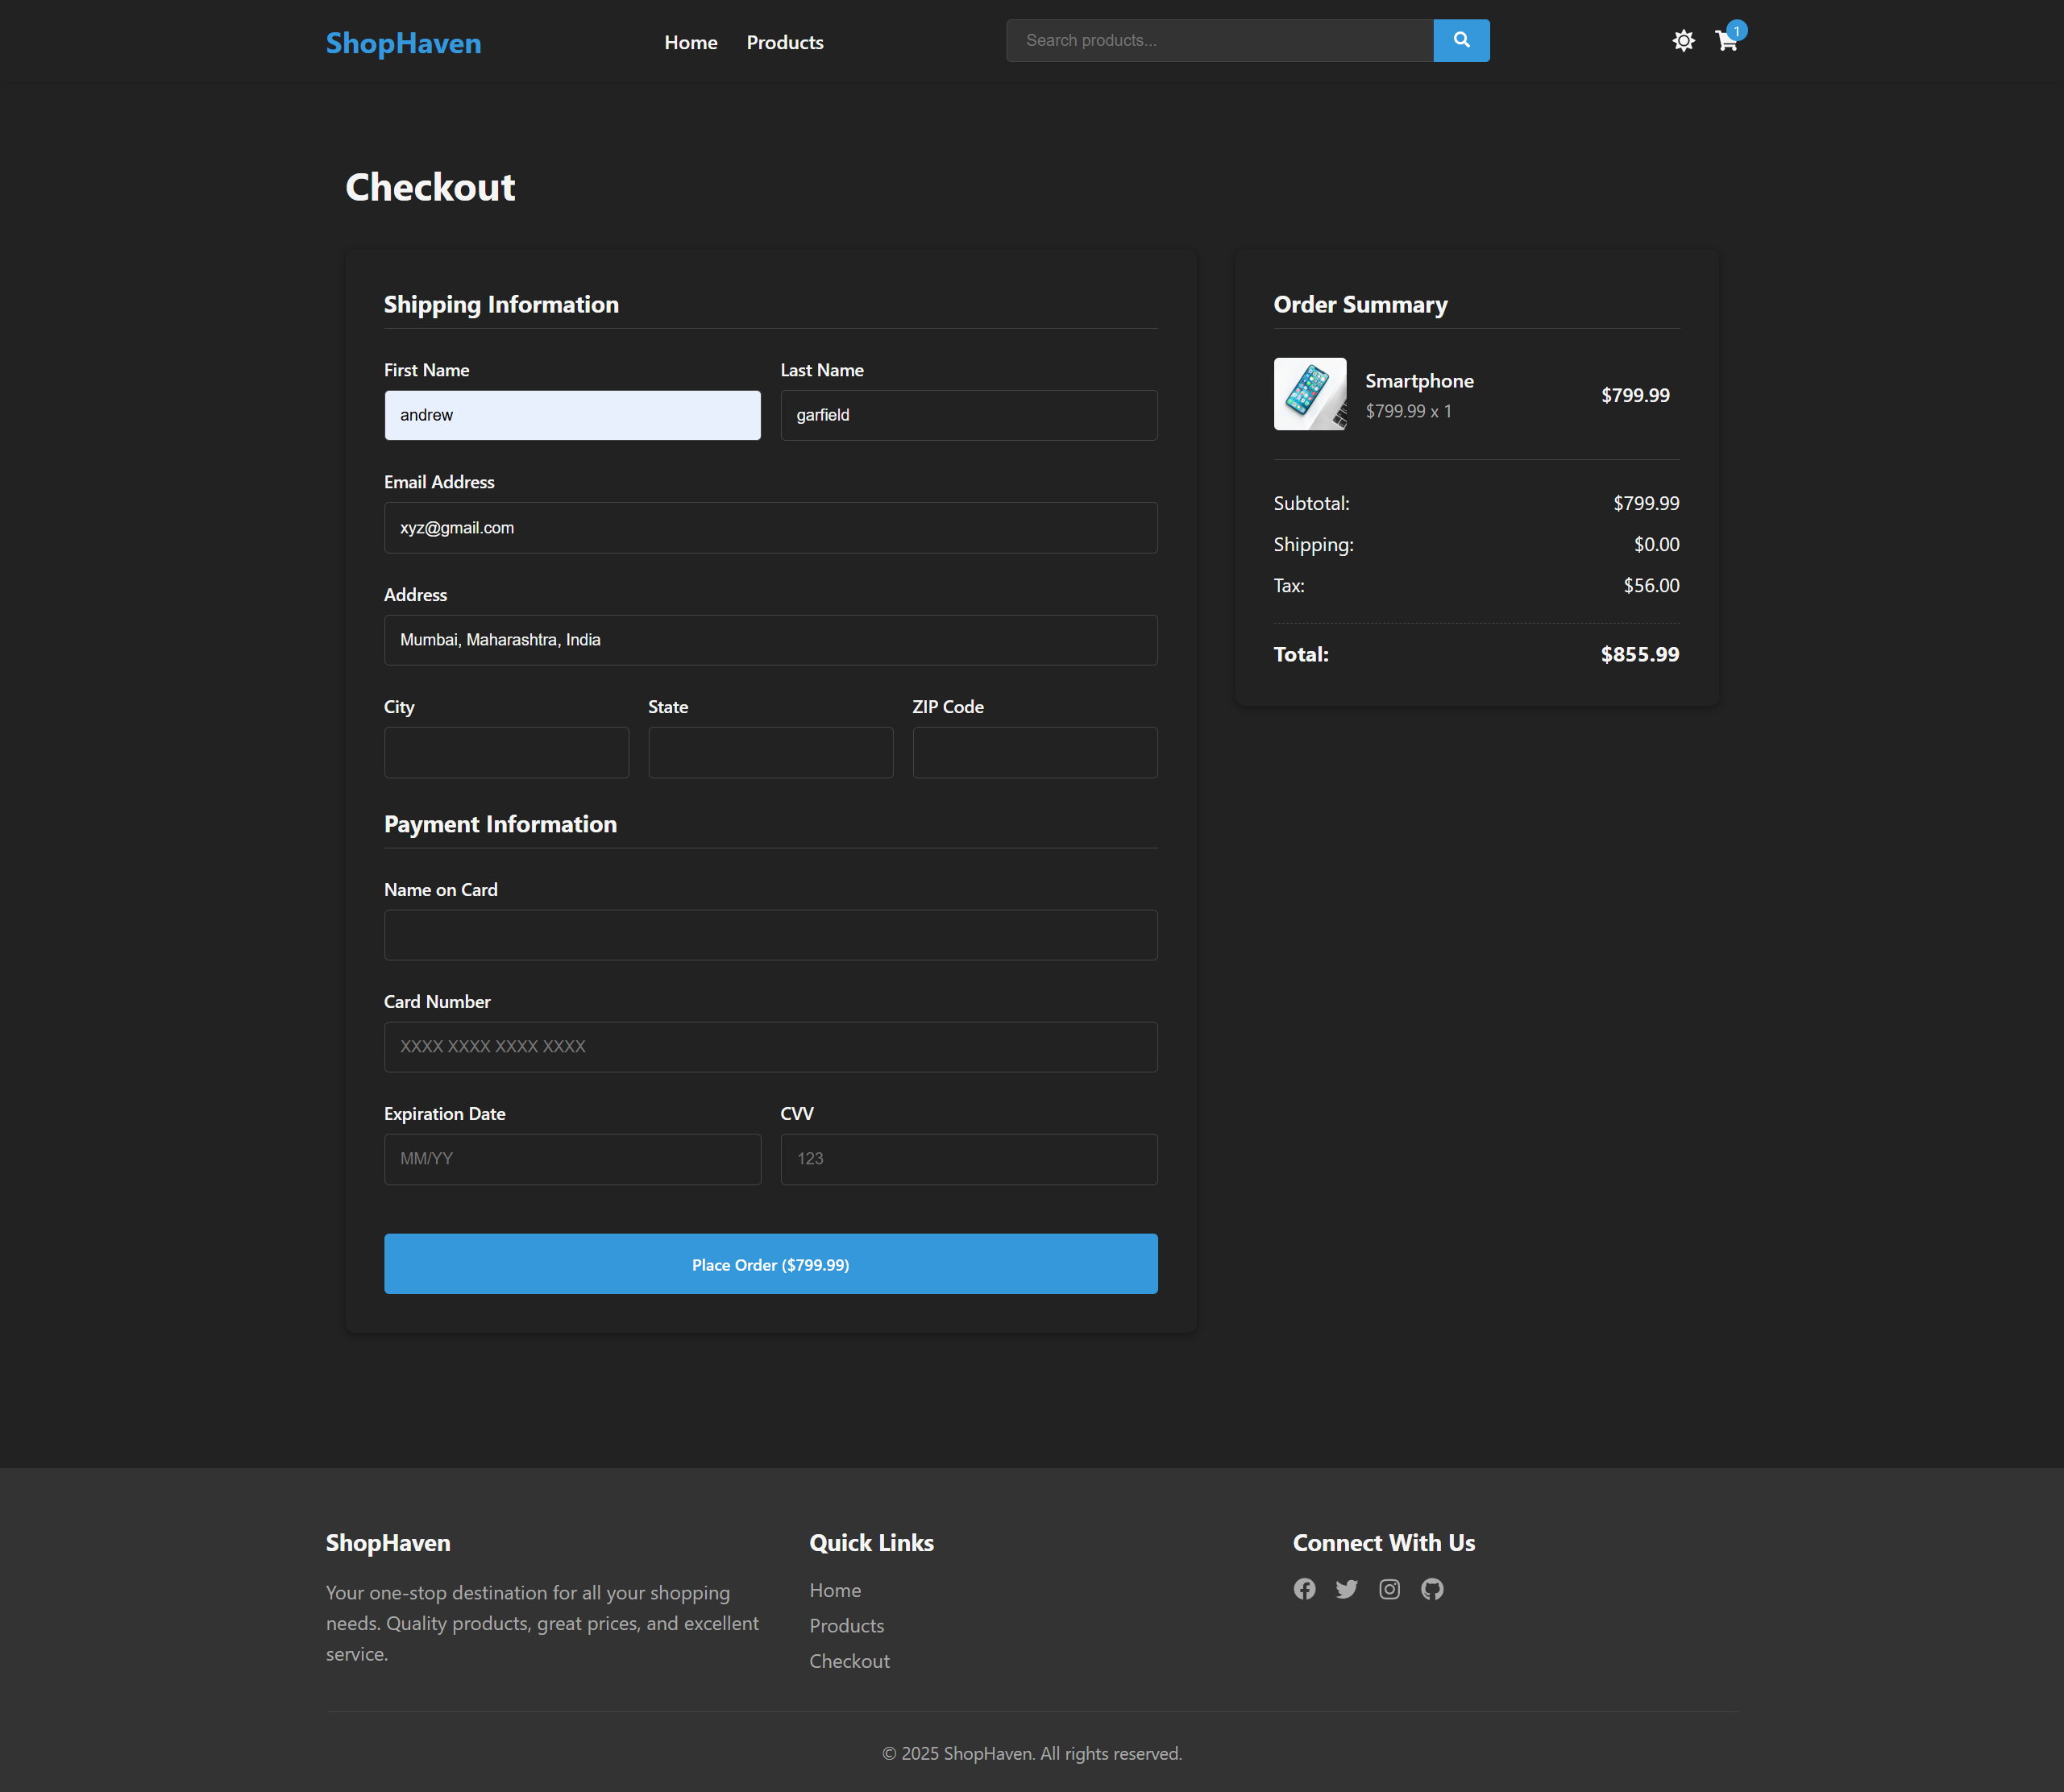 ShopHaven
Home
Products
Search products...
1
Checkout
Shipping Information
First Name
Last Name
andrew
garfield
Email Address
xyz@gmail.com
Address
Mumbai, Maharashtra, India
City
State
ZIP Code
Payment Information
Name on Card
Card Number
XXXX XXXX XXXX XXXX
Expiration Date
CVV
MM/YY
123
Place Order ($799.99)
Order Summary
Smartphone
$799.99 x 1
$799.99
Subtotal:
$799.99
Shipping:
$0.00
Tax:
$56.00
Total:
$855.99
ShopHaven
Your one-stop destination for all your shopping
needs. Quality products, great prices, and excellent
service.
Quick Links
Home
Products
Checkout
Connect With Us
© 2025 ShopHaven. All rights reserved.